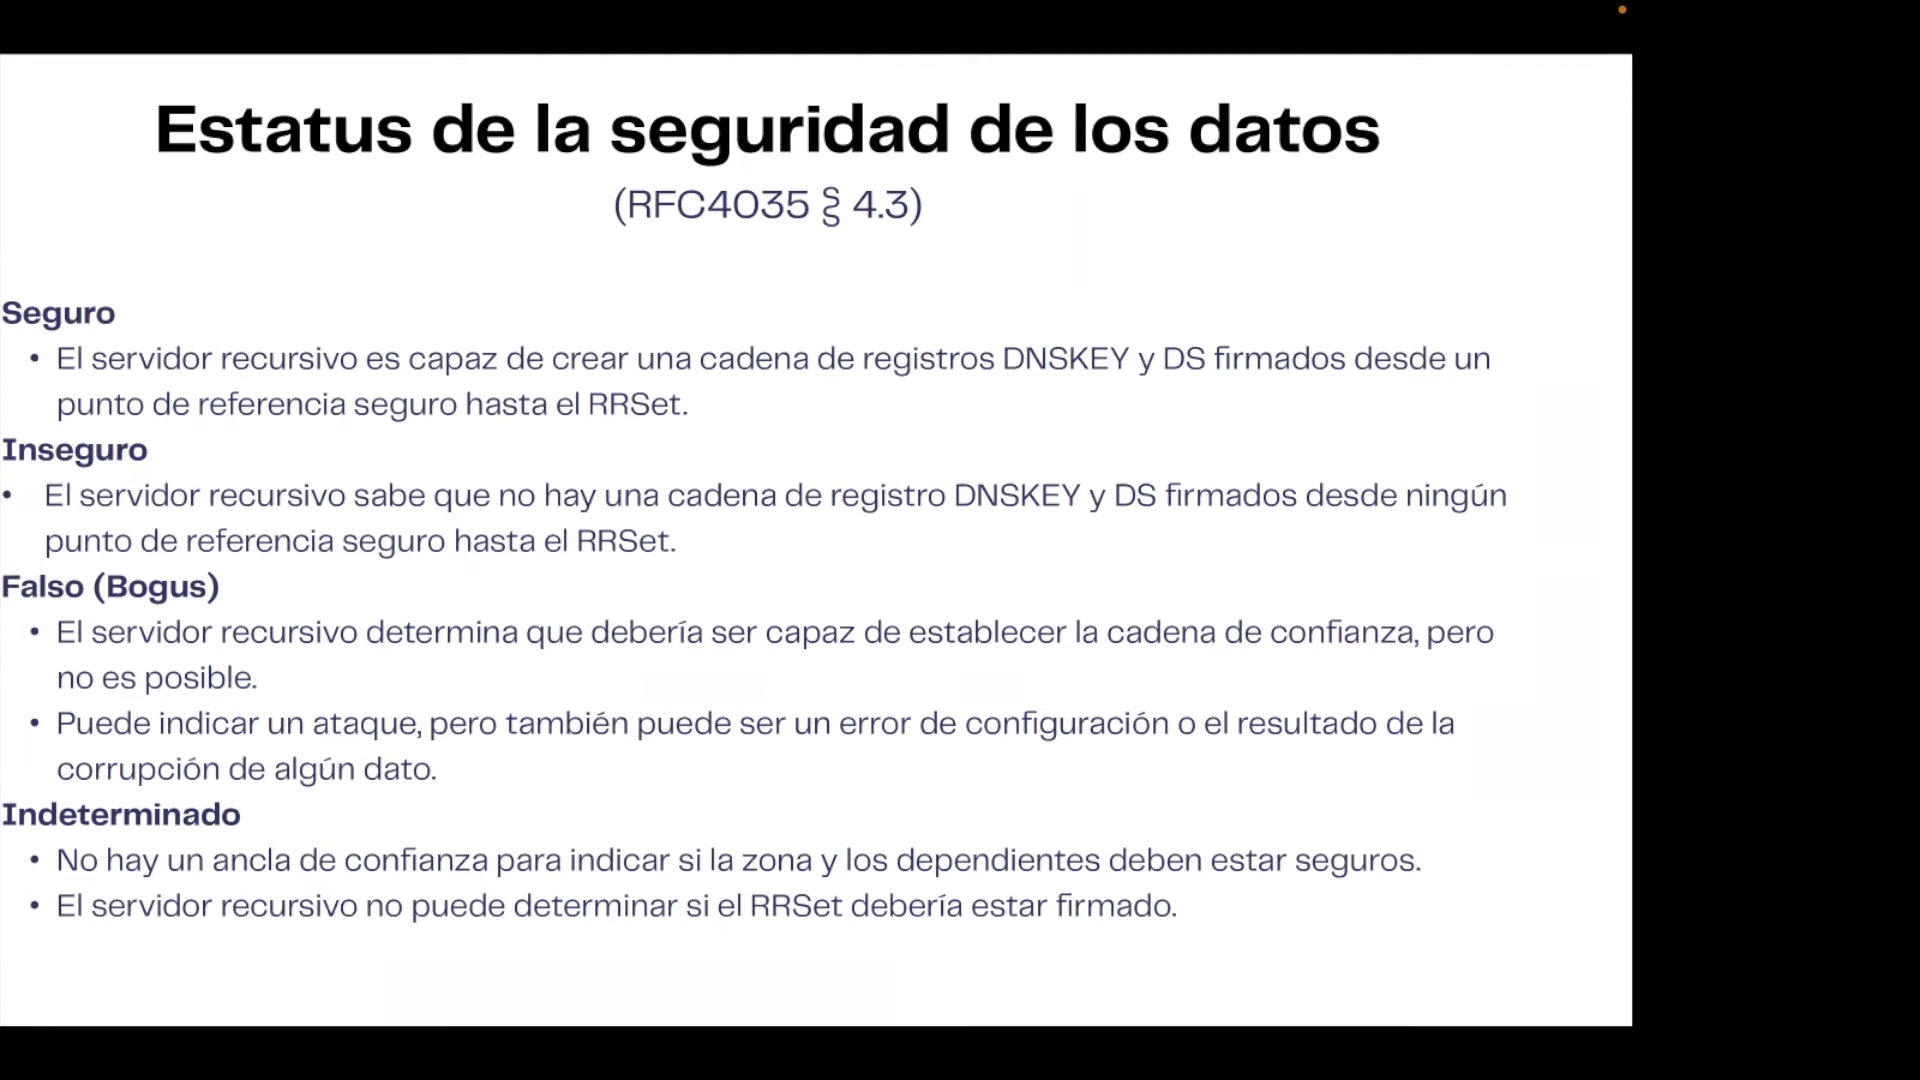 Estatus de la seguridad de los datos
(RFC4035 § 4.3)
Seguro
• El servidor recursivo es capaz de crear una cadena de registros DNSKEY y DS firmados desde un
punto de referencia seguro hasta el RRSet.
Inseguro
• El servidor recursivo sabe que no hay una cadena de registro DNSKEY y DS firmados desde ningún
punto de referencia seguro hasta el RRSet.
Falso (Bogus)
• El servidor recursivo determina que debería ser capaz de establecer la cadena de confianza, pero
no es posible.
• Puede indicar un ataque, pero también puede ser un error de configuración o el resultado de la
corrupción de algún dato.
Indeterminado
• No hay un ancla de confianza para indicar si la zona y los dependientes deben estar seguros.
• El servidor recursivo no puede determinar si el RRSet debería estar firmado.